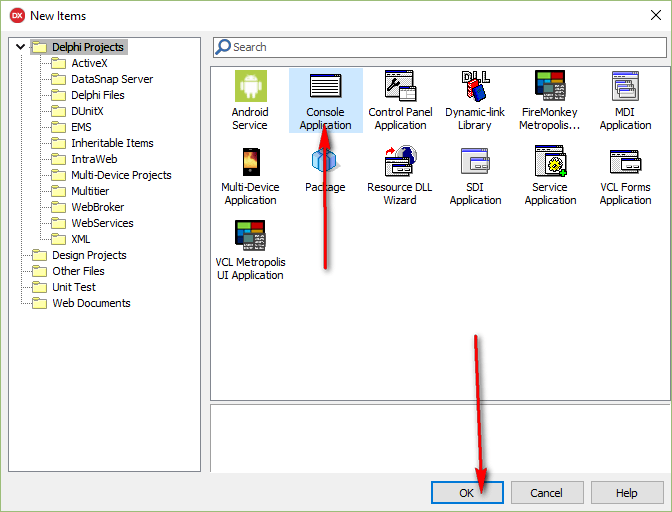 DX New Items
Delphi Projects
ActiveX
DataSnap Server
Delphi Files
DUnitX
EMS
Inheritable Items
IntraWeb
Multi-Device Projects
Multitier
WebBroker
WebServices
XML
Design Projects
Other Files
Unit Test
Web Documents
Search
Android
Service
Console
Application
Control Panel
Application
DLL
Dynamic-link
Library
FireMonkey
Metropolis...
MDI
Application
Multi-Device
Application
Package
Resource DLL
Wizard
SDI
Application
Service
Application
VCL Forms
Application
VCL Metropolis
UI Application
OK
Cancel
Help